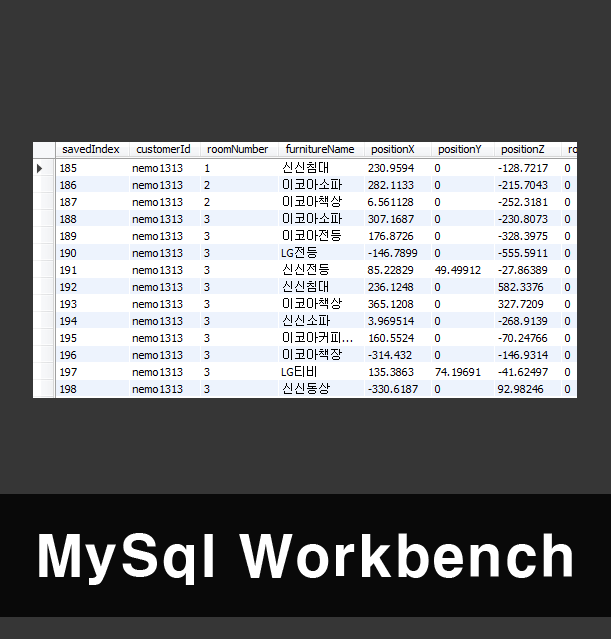 savedIndex customerId roomNumber furnitureName positionX positionY positionZ
185 nemo1313 1 신신침대 230.9594 0 -128.7217 0
186 nemo1313 2 이코아소파 282.1133 0 -215.7043 0
187 nemo1313 2 이코아책상 6.561128 0 -252.3181 0
188 nemo1313 3 이코아소파 307.1687 0 -230.8073 0
189 nemo1313 3 이코아전등 176.8726 0 -328.3975 0
190 nemo1313 3 LG전등 -146.7899 0 -555.5911 0
191 nemo1313 3 신신전등 85.22829 49.49912 -27.86389 0
192 nemo1313 3 신신침대 236.1248 0 582.3376 0
193 nemo1313 3 이코아책상 365.1208 0 327.7209 0
194 nemo1313 3 신신소파 3.969514 0 -268.9139 0
195 nemo1313 3 이코아커피... 160.5524 0 -70.24766 0
196 nemo1313 3 이코아책장 -314.432 0 -146.9314 0
197 nemo1313 3 LG티비 135.3863 74.19691 -41.62497 0
198 nemo1313 3 신신동상 -330.6187 0 92.98246 0
MySql Workbench